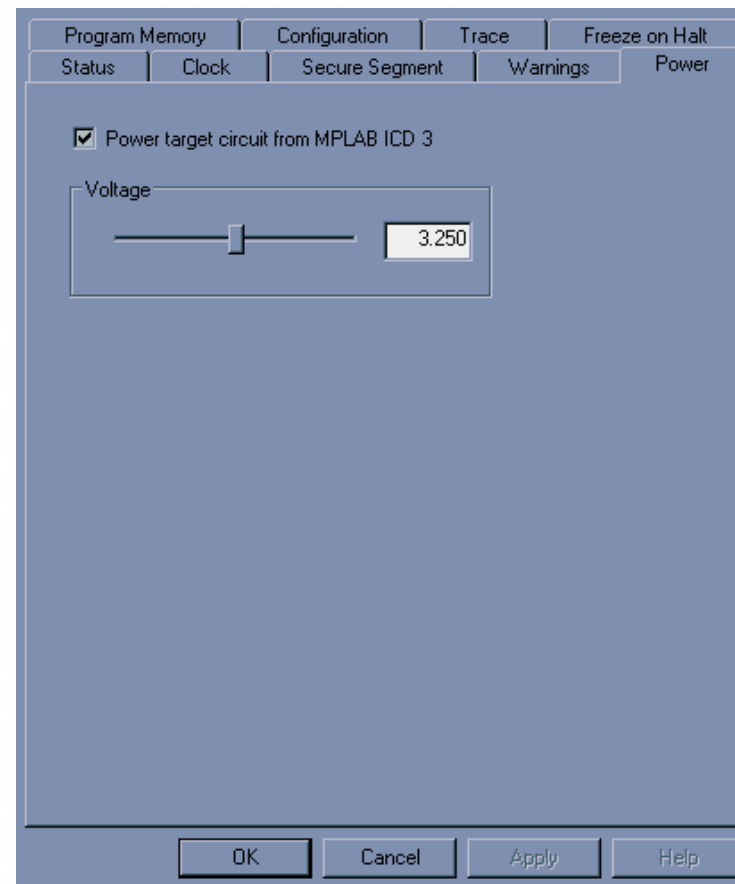 Program Memory Configuration Trace Freeze on Halt
Status Clock Secure Segment Warnings Power
Power target circuit from MPLAB ICD 3
Voltage
3.250
OK Cancel Apply Help